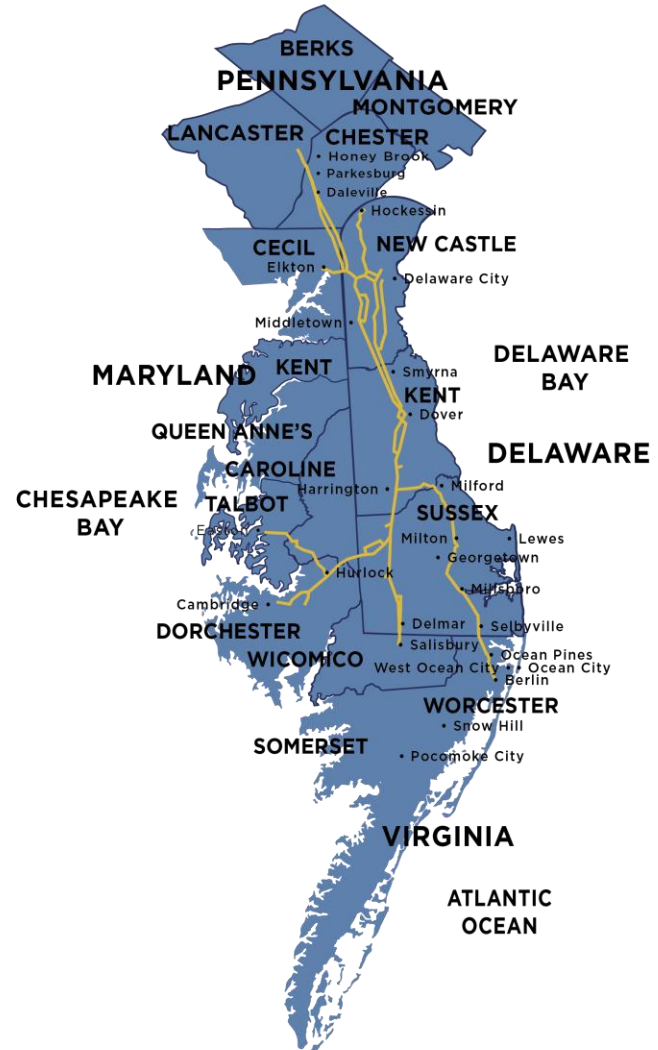 BERKS
PENNSYLVANIA
MONTGOMERY
LANCASTER
CHESTER
Honey Brook
Parkesburg
Daleville
Hockessin
CECIL
NEW CASTLE
Elkton
Delaware City
Middletown
DELAWARE
BAY
MARYLAND
KENT
Smyrna
KENT
Dover
QUEEN ANNE'S
DELAWARE
CAROLINE
Harrington
Milford
CHESAPEAKE
BAY
TALBOT
SUSSEX
Easton
Milton
Lewes
Georgetown
Hurlock
Millsboro
Cambridge
DORCHESTER
Delmar
Selbyville
Salisbury
WICOMICO
Ocean Pines
West Ocean City
Ocean City
Berlin
WORCESTER
Snow Hill
SOMERSET
Pocomoke City
VIRGINIA
ATLANTIC
OCEAN